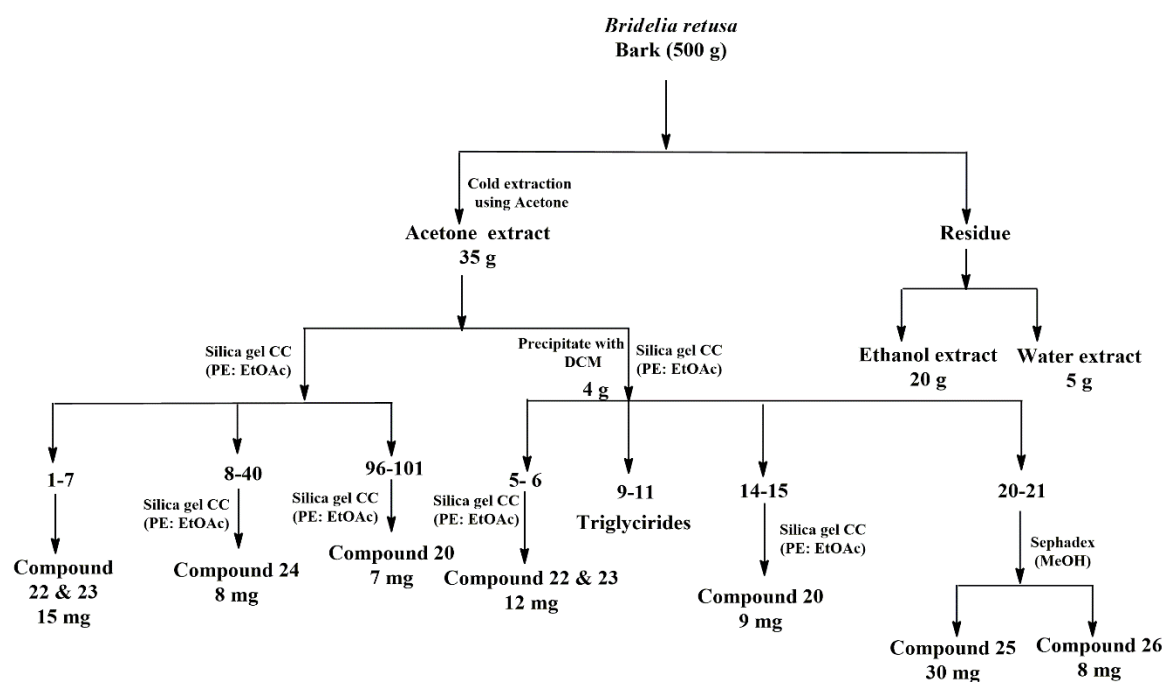 Bridelia retusa
Bark (500 g)
Cold extraction
using Acetone
Acetone extract
35 g
Residue
Ethanol extract
20 g
Water extract
5 g
Silica gel CC
(PE: EtOAc)
Precipitate with
DCM
4 g
Silica gel CC
(PE: EtOAc)
1-7
8-40
96-101
5- 6
9-11
Triglycirides
14-15
20-21
Silica gel CC
(PE: EtOAc)
Silica gel CC
(PE: EtOAc)
Silica gel CC
(PE: EtOAc)
Silica gel CC
(PE: EtOAc)
Sephadex
(MeOH)
Compound
22 & 23
15 mg
Compound 24
8 mg
Compound 20
7 mg
Compound 22 & 23
12 mg
Compound 20
9 mg
Compound 25
30 mg
Compound 26
8 mg